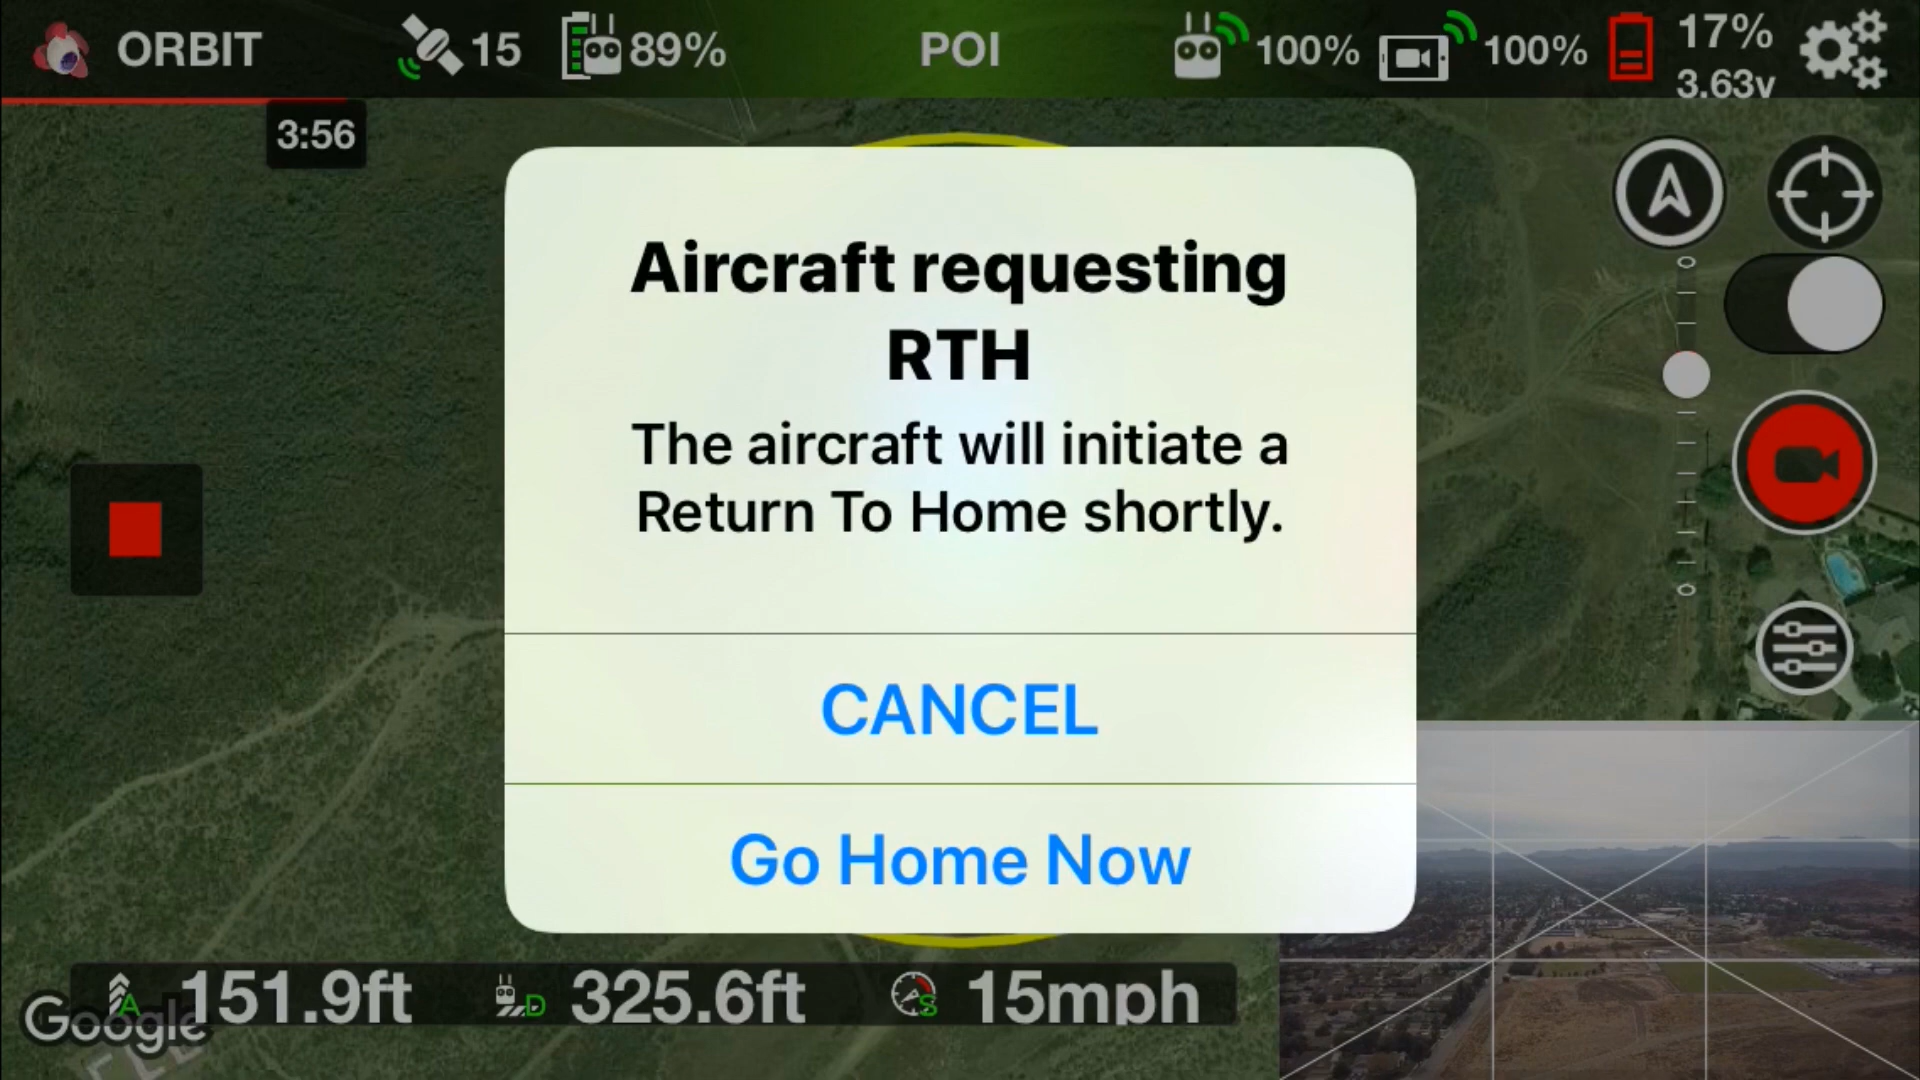 ORBIT 15 89% POI 100% 100% 17%
3.63v
3:56
Aircraft requesting
RTH
The aircraft will initiate a
Return To Home shortly.
CANCEL
Go Home Now
A 151.9ft D 325.6ft S 15mph
Google